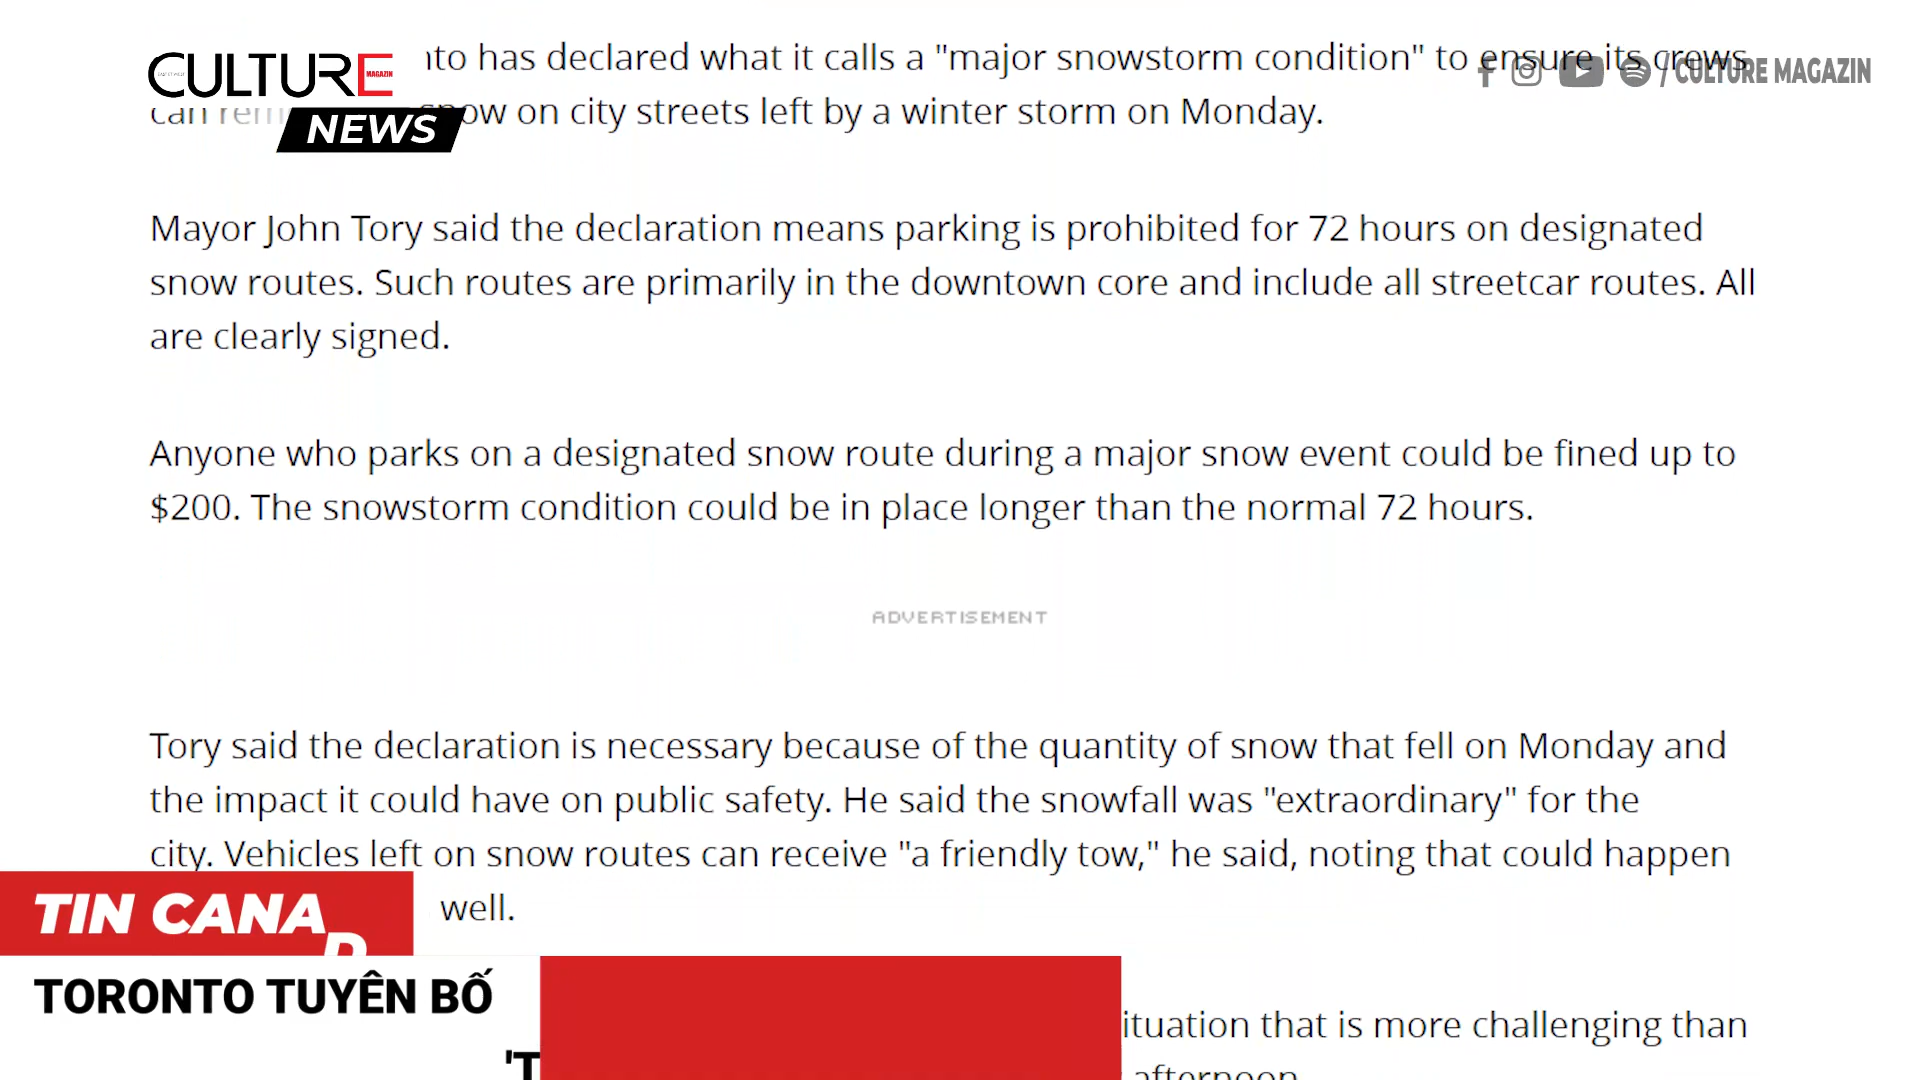 CULTURE
MAGAZIN
NEWS
/ CULTURE MAGAZIN
has declared what it calls a "major snowstorm condition" to ensure its crews
can on city streets left by a winter storm on Monday.
Mayor John Tory said the declaration means parking is prohibited for 72 hours on designated
snow routes. Such routes are primarily in the downtown core and include all streetcar routes. All
are clearly signed.
Anyone who parks on a designated snow route during a major snow event could be fined up to
$200. The snowstorm condition could be in place longer than the normal 72 hours.
ADVERTISEMENT
Tory said the declaration is necessary because of the quantity of snow that fell on Monday and
the impact it could have on public safety. He said the snowfall was "extraordinary" for the
city. Vehicles left on snow routes can receive "a friendly tow," he said, noting that could happen
well.
TIN CANAD
TORONTO TUYÊN BỐ
'T
ituation that is more challenging than
afternoon